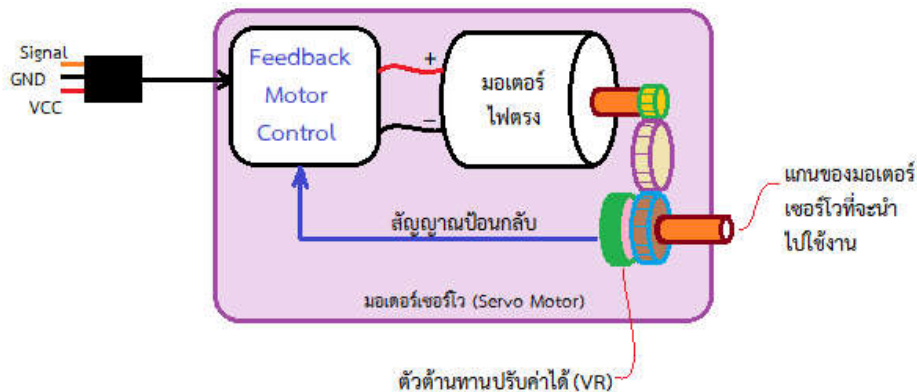 Signal
GND
VCC
Feedback
Motor
Control
+
–
มอเตอร์
ไฟตรง
แกนของมอเตอร์
เซอร์โวที่จะนำ
ไปใช้งาน
สัญญาณป้อนกลับ
มอเตอร์เซอร์โว (Servo Motor)
ตัวต้านทานปรับค่าได้ (VR)